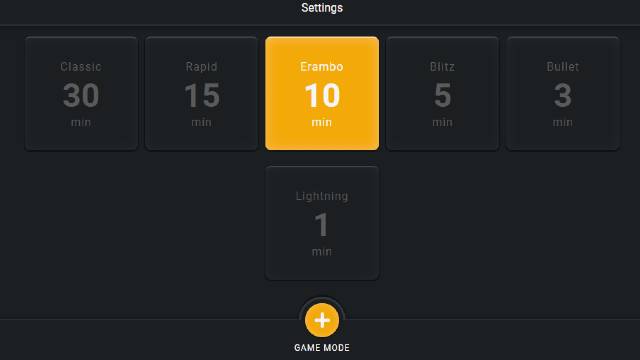 Settings
Classic
30
min
Rapid
15
min
Erambo
10
min
Blitz
5
min
Bullet
3
min
Lightning
1
min
GAME MODE